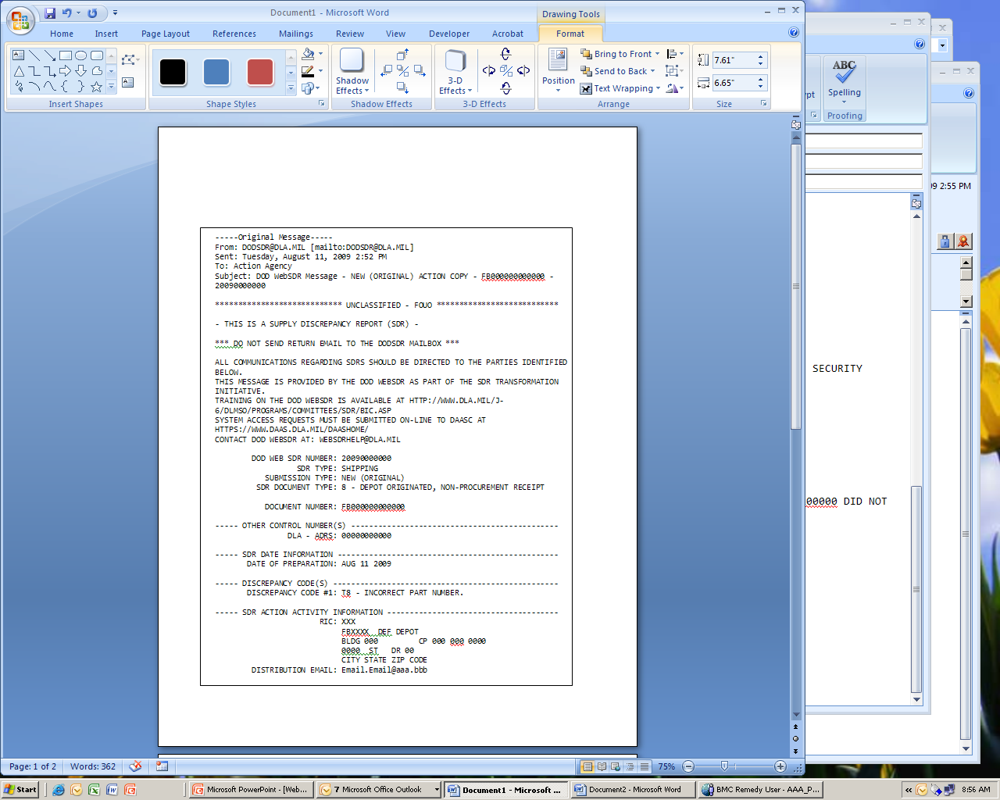 Document1 - Microsoft Word
Drawing Tools
Home Insert Page Layout References Mailings Review View Developer Acrobat Format
Shadow Effects
3-D Effects
Position
Bring to Front
Send to Back
Text Wrapping
7.61"
6.65"
Insert Shapes Shape Styles Shadow Effects 3-D Effects Arrange Size
ABC
Spelling
Proofing
2:55 PM
-----Original Message-----
From: DODSDR@DLA.MIL [mailto:DODSDR@DLA.MIL]
Sent: Tuesday, August 11, 2009 2:52 PM
To: Action Agency
Subject: DOD WebSDR Message - NEW (ORIGINAL) ACTION COPY - FB000000000000 -
20090000000
**************************** UNCLASSIFIED - FOUO ***************************
- THIS IS A SUPPLY DISCREPANCY REPORT (SDR) -
*** DO NOT SEND RETURN EMAIL TO THE DODSDR MAILBOX ***
ALL COMMUNICATIONS REGARDING SDRS SHOULD BE DIRECTED TO THE PARTIES IDENTIFIED
BELOW.
THIS MESSAGE IS PROVIDED BY THE DOD WEBSDR AS PART OF THE SDR TRANSFORMATION
INITIATIVE.
TRAINING ON THE DOD WEBSDR IS AVAILABLE AT HTTP://WWW.DLA.MIL/J-
6/DLMSO/PROGRAMS/COMMITTEES/SDR/BIC.ASP
SYSTEM ACCESS REQUESTS MUST BE SUBMITTED ON-LINE TO DAASC AT
HTTPS://WWW.DAAS.DLA.MIL/DAASHOME/
CONTACT DOD WEBSDR AT: WEBSDRHELP@DLA.MIL
DOD WEB SDR NUMBER: 20090000000
SDR TYPE: SHIPPING
SUBMISSION TYPE: NEW (ORIGINAL)
SDR DOCUMENT TYPE: 8 - DEPOT ORIGINATED, NON-PROCUREMENT RECEIPT
DOCUMENT NUMBER: FB000000000000
----- OTHER CONTROL NUMBER(S) ----------------------------------------------
DLA - ADRS: 00000000000
----- SDR DATE INFORMATION -------------------------------------------------
DATE OF PREPARATION: AUG 11 2009
----- DISCREPANCY CODE(S) --------------------------------------------------
DISCREPANCY CODE #1: T8 - INCORRECT PART NUMBER.
----- SDR ACTION ACTIVITY INFORMATION --------------------------------------
RIC: XXX
FBXXXX DEF DEPOT
BLDG 000 CP 000 000 0000
0000 ST DR 00
CITY STATE ZIP CODE
DISTRIBUTION EMAIL: Email.Email@aaa.bbb
SECURITY
00000 DID NOT
Page: 1 of 2 Words: 362 75%
Start Microsoft PowerPoint - [Web... 7 Microsoft Office Outlook Document1 - Microsoft ... Document2 - Microsoft Word BMC Remedy User - AAA_P... 8:56 AM